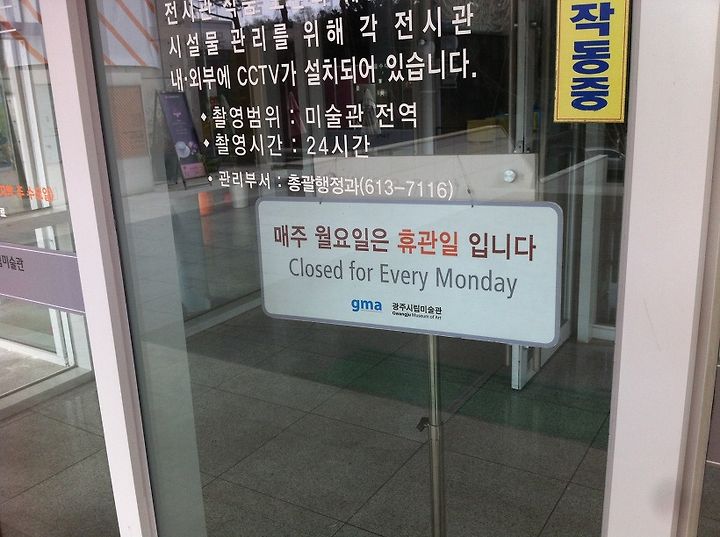 시설물 관리를 위해 각 전시관
내·외부에 CCTV가 설치되어 있습니다.
• 촬영범위 : 미술관 전역
• 촬영시간 : 24시간
• 관리부서 : 총괄행정과(613-7116)
작동중
매주 월요일은 휴관일 입니다
Closed for Every Monday
gma 광주시립미술관
Gwangju Museum of Art